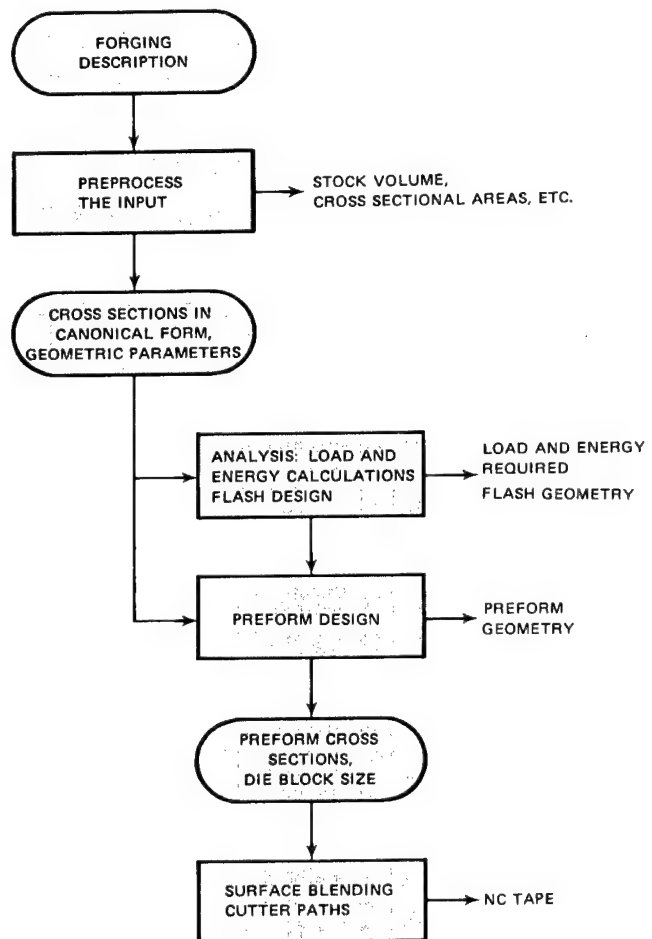 FORGING
DESCRIPTION
PREPROCESS
THE INPUT
STOCK VOLUME,
CROSS SECTIONAL AREAS, ETC.
CROSS SECTIONS IN
CANONICAL FORM,
GEOMETRIC PARAMETERS
ANALYSIS: LOAD AND
ENERGY CALCULATIONS
FLASH DESIGN
LOAD AND ENERGY
REQUIRED
FLASH GEOMETRY
PREFORM DESIGN
PREFORM
GEOMETRY
PREFORM CROSS
SECTIONS,
DIE BLOCK SIZE
SURFACE BLENDING
CUTTER PATHS
NC TAPE